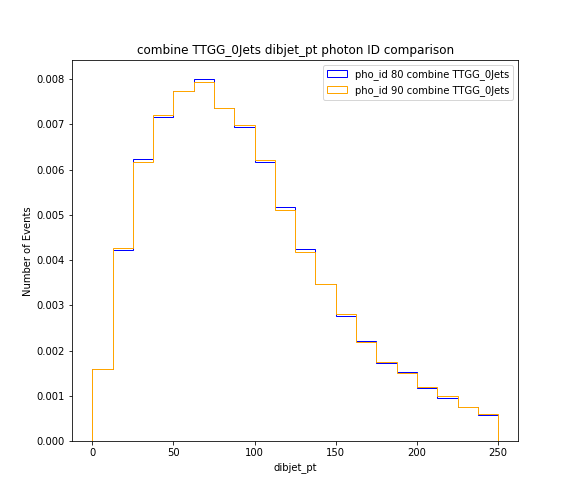 combine TTGG_0Jets dibjet_pt photon ID comparison
pho_id 80 combine TTGG_0Jets
pho_id 90 combine TTGG_0Jets
Number of Events
0.008
0.007
0.006
0.005
0.004
0.003
0.002
0.001
0.000
0 50 100 150 200 250
dibjet_pt